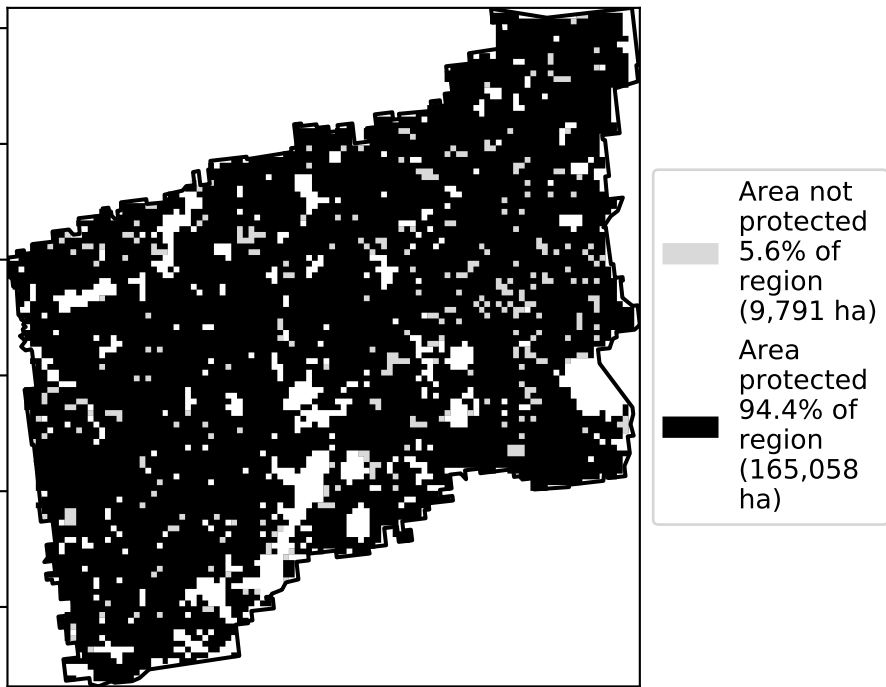 Area not
protected
5.6% of
region
(9,791 ha)
Area
protected
94.4% of
region
(165,058
ha)